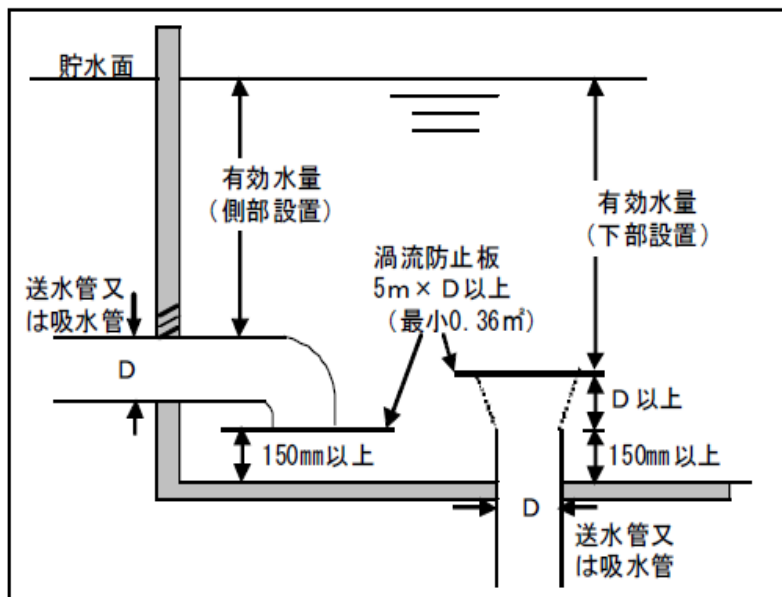 貯水面
有効水量
（側部設置）
有効水量
（下部設置）
渦流防止板
5m×D以上
（最小0.36㎡）
送水管又
は吸水管
D
D以上
150mm以上
150mm以上
D
送水管又
は吸水管